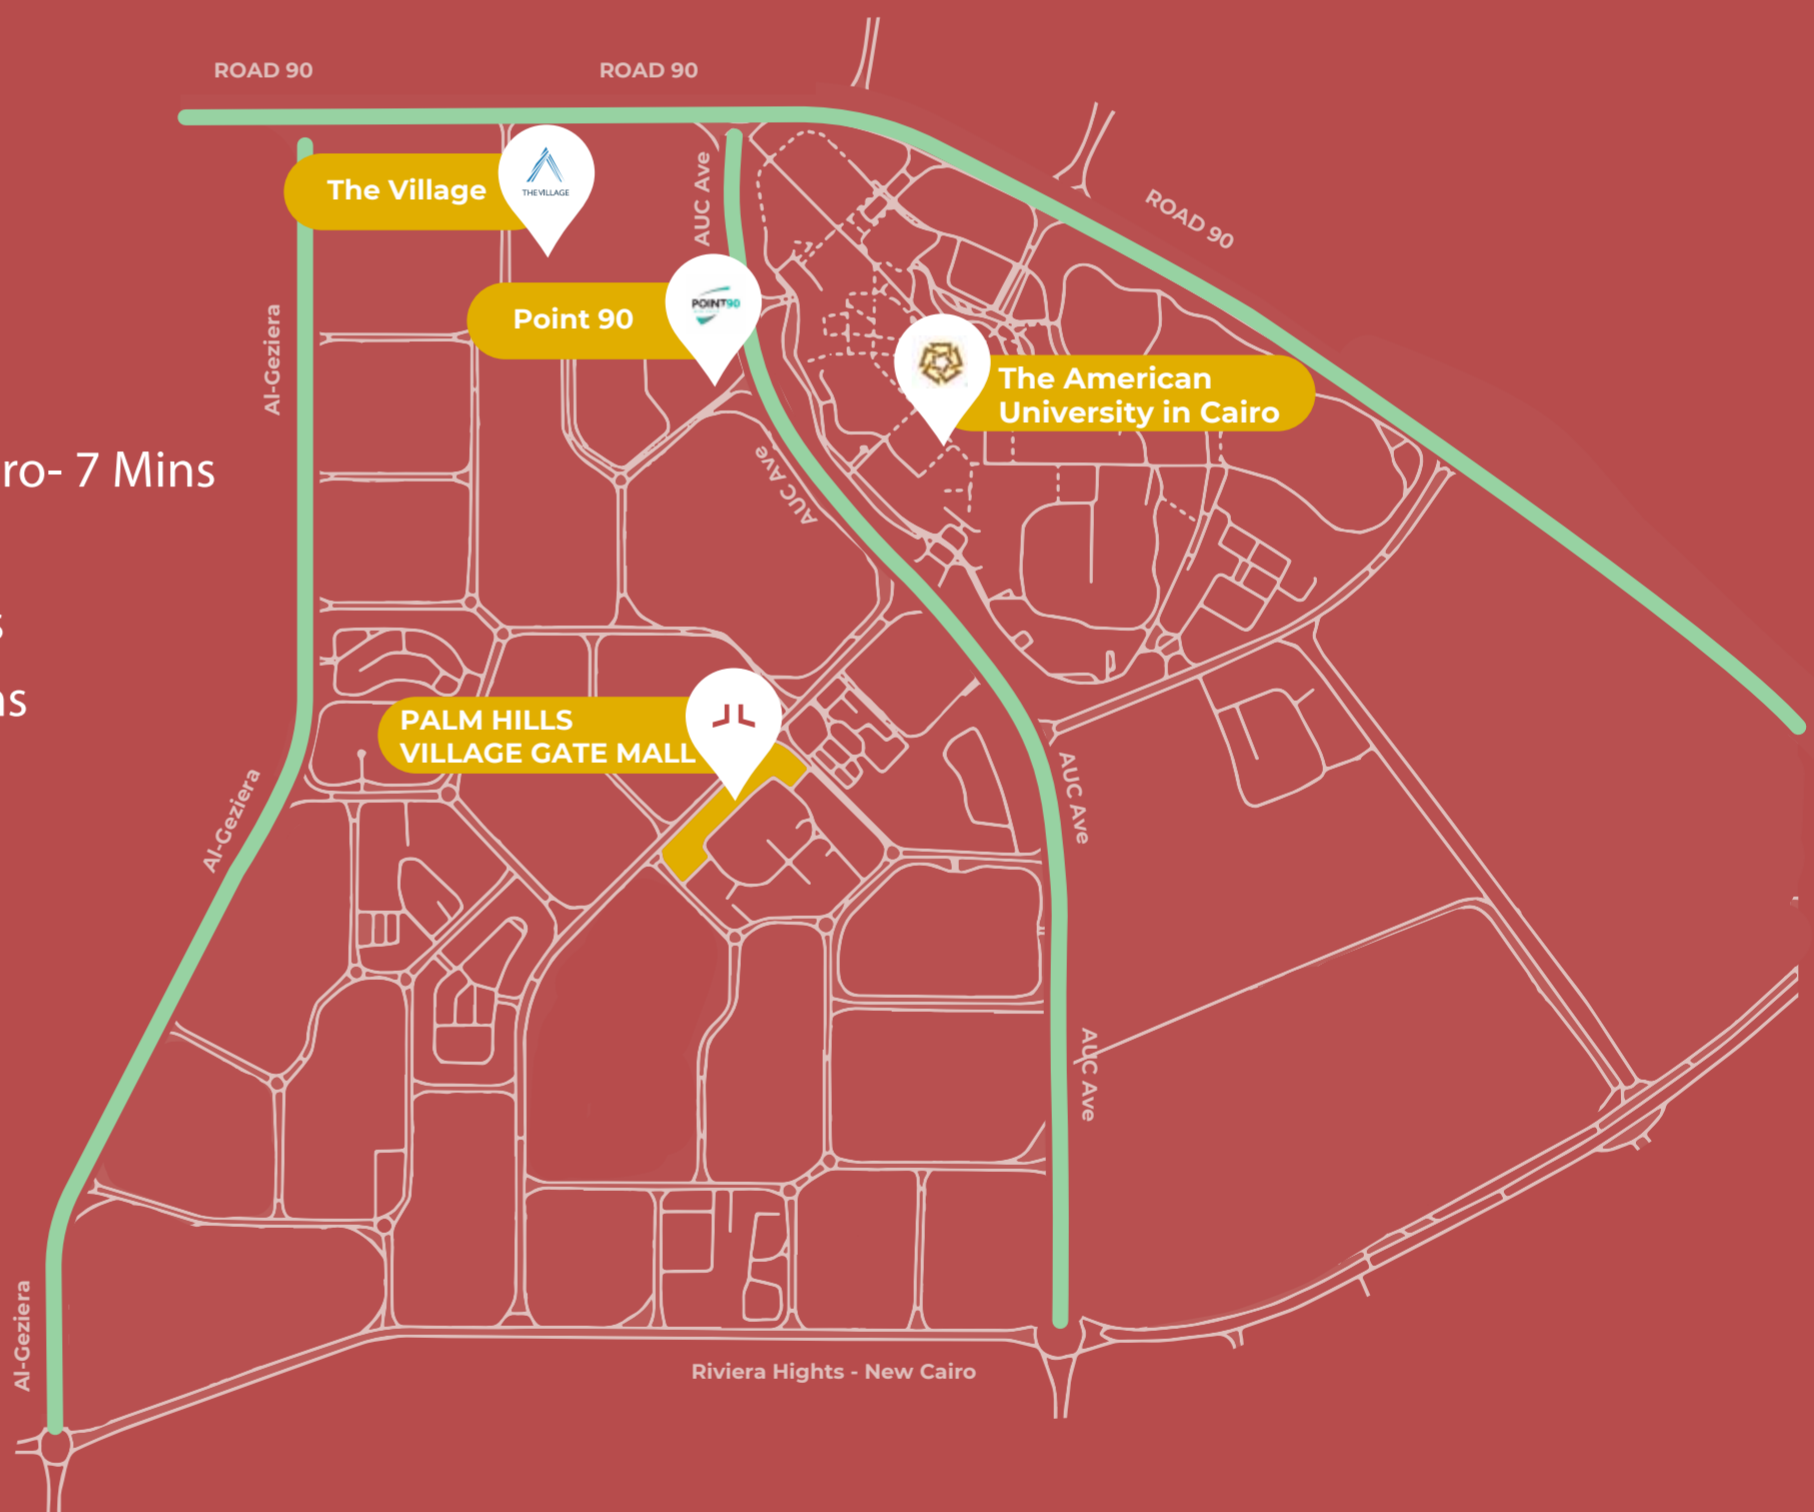 ROAD 90
ROAD 90
ROAD 90
The Village
THE VILLAGE
AUC Ave
Point 90
POINT90
Al-Geziera
The American
University in Cairo
ro- 7 Mins
AUC Ave
s
ns
PALM HILLS
VILLAGE GATE MALL
AUC Ave
Al-Geziera
AUC Ave
Al-Geziera
Riviera Hights - New Cairo